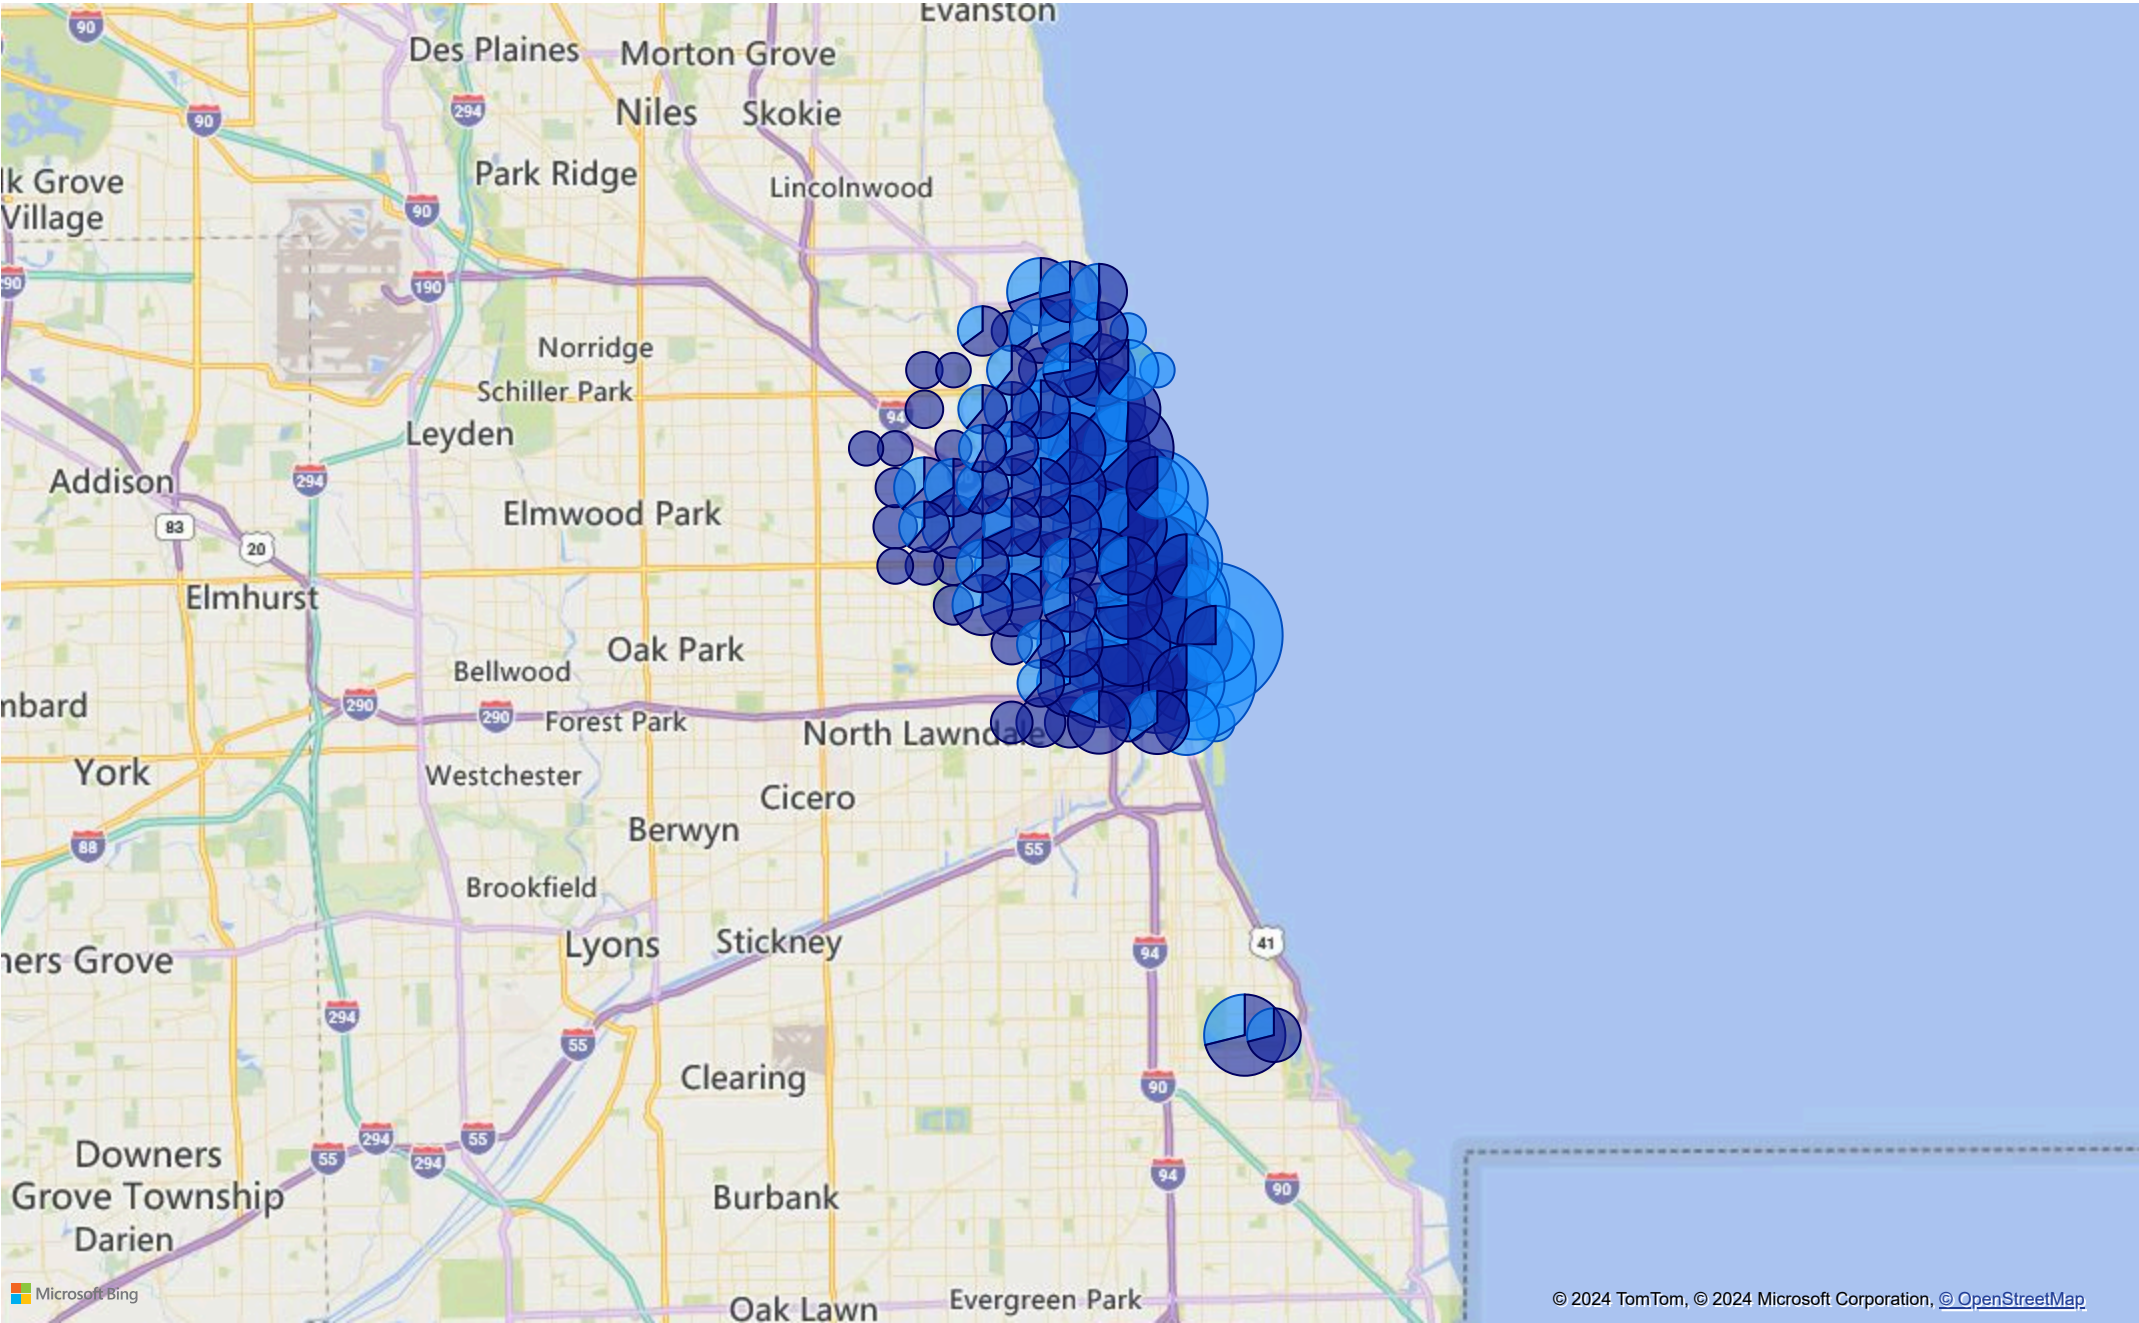 Evanston
90
Des Plaines
Morton Grove
294
Niles
Skokie
90
Park Ridge
lk Grove
Village
Lincolnwood
90
90
190
Norridge
Schiller Park
94
Leyden
Addison
294
83
Elmwood Park
20
Elmhurst
Oak Park
Bellwood
mbard
290
290
Forest Park
North Lawndale
York
Westchester
Cicero
Berwyn
88
55
Brookfield
Lyons
Stickney
41
94
ners Grove
294
55
Clearing
90
294
55
55
294
Downers
Grove Township
94
90
Burbank
Darien
Microsoft Bing
Oak Lawn
Evergreen Park
© 2024 TomTom, © 2024 Microsoft Corporation, © OpenStreetMap